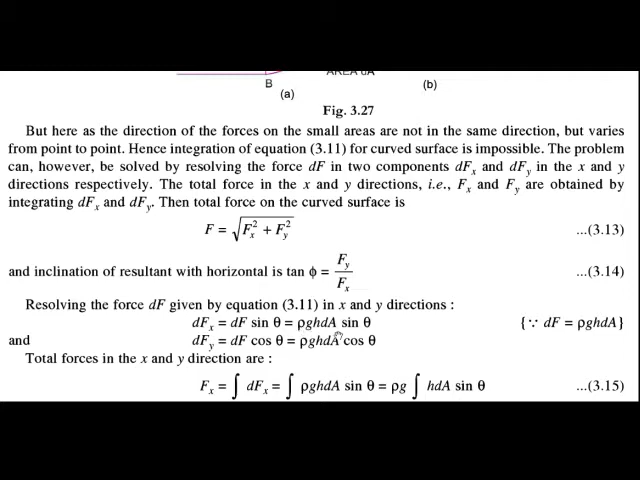 AREA dA
B
(a)
(b)
Fig. 3.27
But here as the direction of the forces on the small areas are not in the same direction, but varies
from point to point. Hence integration of equation (3.11) for curved surface is impossible. The problem
can, however, be solved by resolving the force dF in two components dFₓ and dF_y in the x and y
directions respectively. The total force in the x and y directions, i.e., Fₓ and F_y are obtained by
integrating dFₓ and dF_y. Then total force on the curved surface is
F = √(Fₓ² + F_y²) ...(3.13)
and inclination of resultant with horizontal is tan ϕ = F_y / Fₓ ...(3.14)
Resolving the force dF given by equation (3.11) in x and y directions :
dFₓ = dF sin θ = ρghdA sin θ {∵ dF = ρghdA}
and dF_y = dF cos θ = ρghdA cos θ
Total forces in the x and y direction are :
Fₓ = ∫ dFₓ = ∫ ρghdA sin θ = ρg ∫ hdA sin θ ...(3.15)